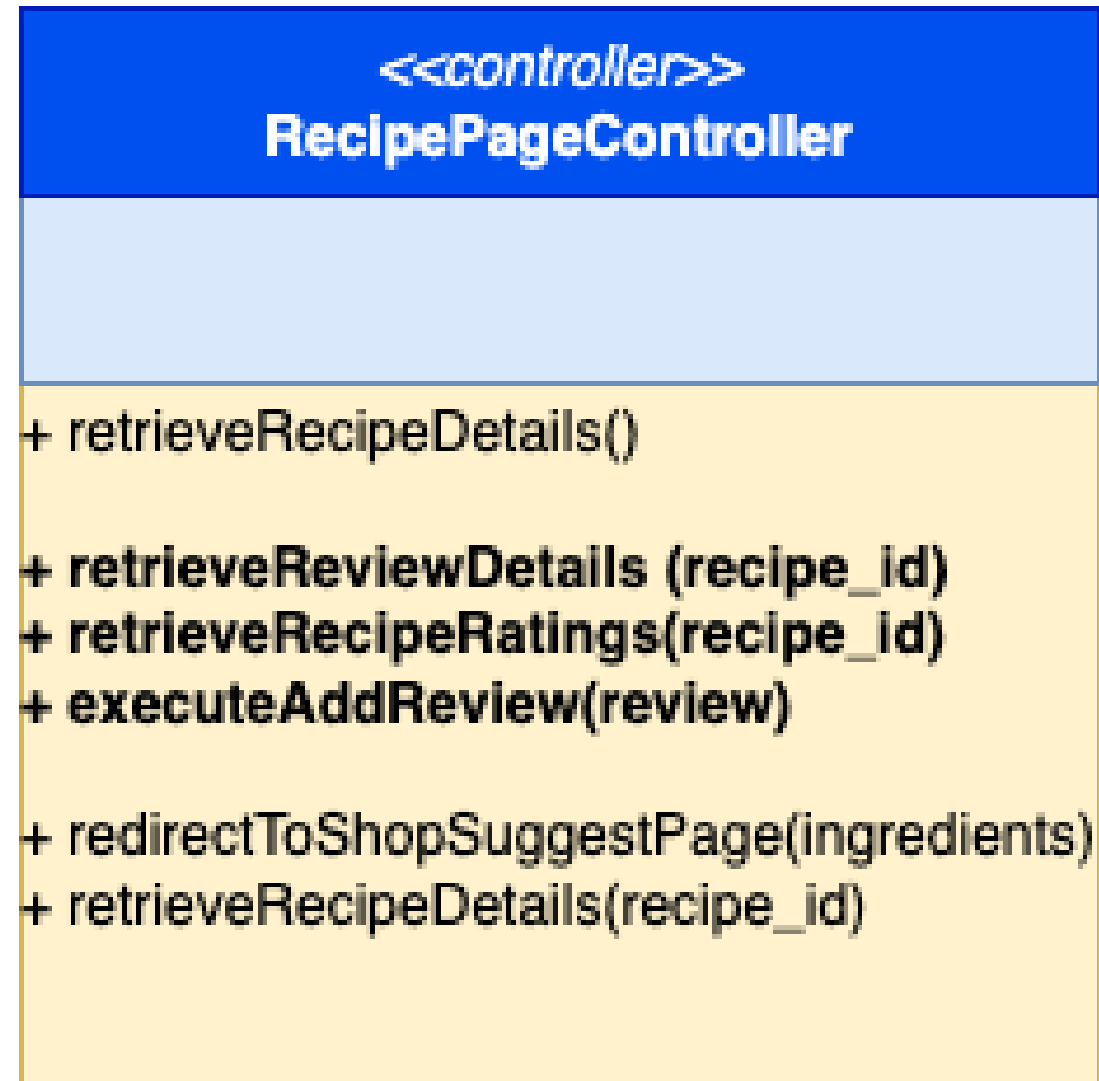 <<controller>>
RecipePageController
+ retrieveRecipeDetails()
+ retrieveReviewDetails (recipe_id)
+ retrieveRecipeRatings(recipe_id)
+ executeAddReview(review)
+ redirectToShopSuggestPage(ingredients)
+ retrieveRecipeDetails(recipe_id)